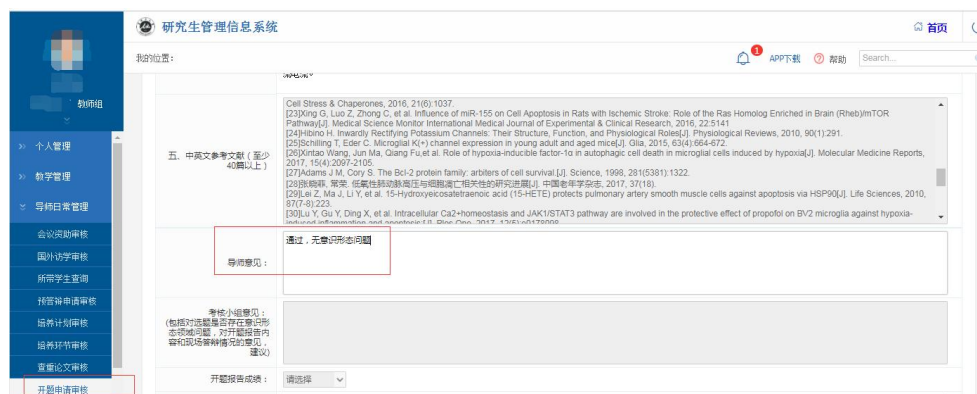 研究生管理信息系统
首页
我的位置：
1
APP下载
帮助
Search...
教师组
个人管理
教学管理
导师日常管理
会议资助审核
国外访学审核
所带学生查询
预答辩申请审核
培养计划审核
培养环节审核
查重论文审核
开题申请审核
五、中英文参考文献（至少
40篇以上）
Cell Stress & Chaperones, 2016, 21(6):1037.
[23]Xing G, Luo Z, Zhong C, et al. Influence of miR-155 on Cell Apoptosis in Rats with Ischemic Stroke: Role of the Ras Homolog Enriched in Brain (Rheb)/mTOR
Pathway[J]. Medical Science Monitor International Medical Journal of Experimental & Clinical Research, 2016, 22:5141
[24]Hibino H. Inwardly Rectifying Potassium Channels: Their Structure, Function, and Physiological Roles[J]. Physiological Reviews, 2010, 90(1):291.
[25]Schilling T, Eder C. Microglial K(+) channel expression in young adult and aged mice[J]. Glia, 2015, 63(4):664-672.
[26]Xintao Wang, Jun Ma, Qiang Fu,et al. Role of hypoxia-inducible factor-1α in autophagic cell death in microglial cells induced by hypoxia[J]. Molecular Medicine Reports,
2017, 15(4):2097-2105.
[27]Adams J M, Cory S. The Bcl-2 protein family: arbiters of cell survival.[J]. Science, 1998, 281(5381):1322.
[28]张晓菲, 常荣. 低氧性肺动脉高压与细胞凋亡相关性的研究进展[J]. 中国老年学杂志, 2017, 37(18).
[29]Lei Z, Ma J, Li Y, et al. 15-Hydroxyeicosatetraenoic acid (15-HETE) protects pulmonary artery smooth muscle cells against apoptosis via HSP90[J]. Life Sciences, 2010,
87(7-8):223.
[30]Lu Y, Gu Y, Ding X, et al. Intracellular Ca2+homeostasis and JAK1/STAT3 pathway are involved in the protective effect of propofol on BV2 microglia against hypoxia-
induced inflammation and apoptosis[J]. Plos One, 2017, 12(5):e0178098.
导师意见：
通过，无意识形态问题
考核小组意见：
(包括对选题是否存在意识形
态领域问题，对开题报告内
容和现场答辩情况的意见，
建议)
开题报告成绩：
请选择